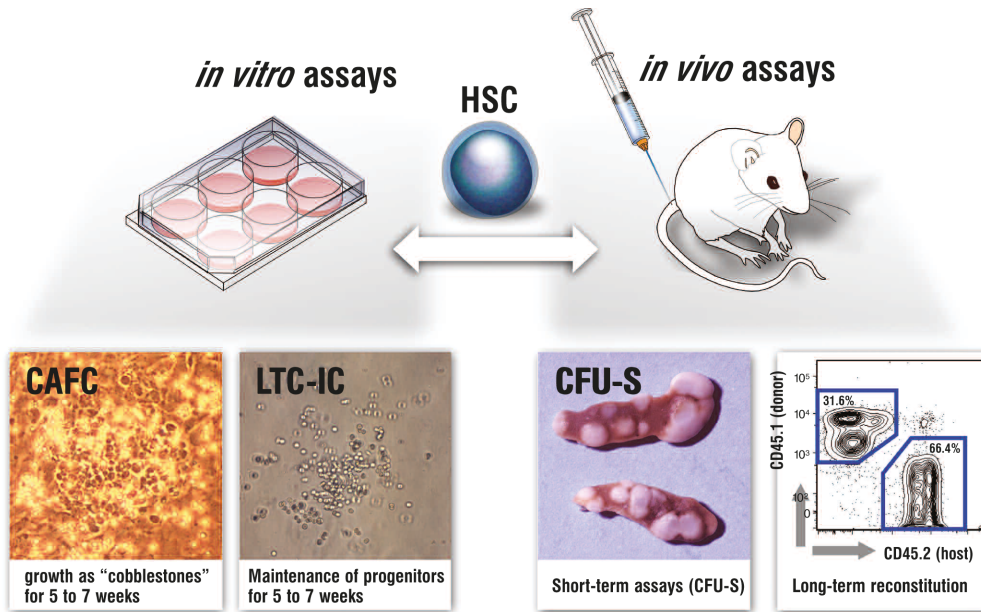 in vitro assays
HSC
in vivo assays
CAFC
growth as “cobblestones”
for 5 to 7 weeks
LTC-IC
Maintenance of progenitors
for 5 to 7 weeks
CFU-S
Short-term assays (CFU-S)
CD45.1 (donor)
10⁵
10⁴
10³
10²
0
31.6%
66.4%
CD45.2 (host)
Long-term reconstitution